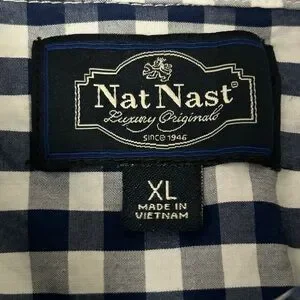 Nat Nast®
Luxury Originals
SINCE 1946
XL
MADE IN
VIETNAM